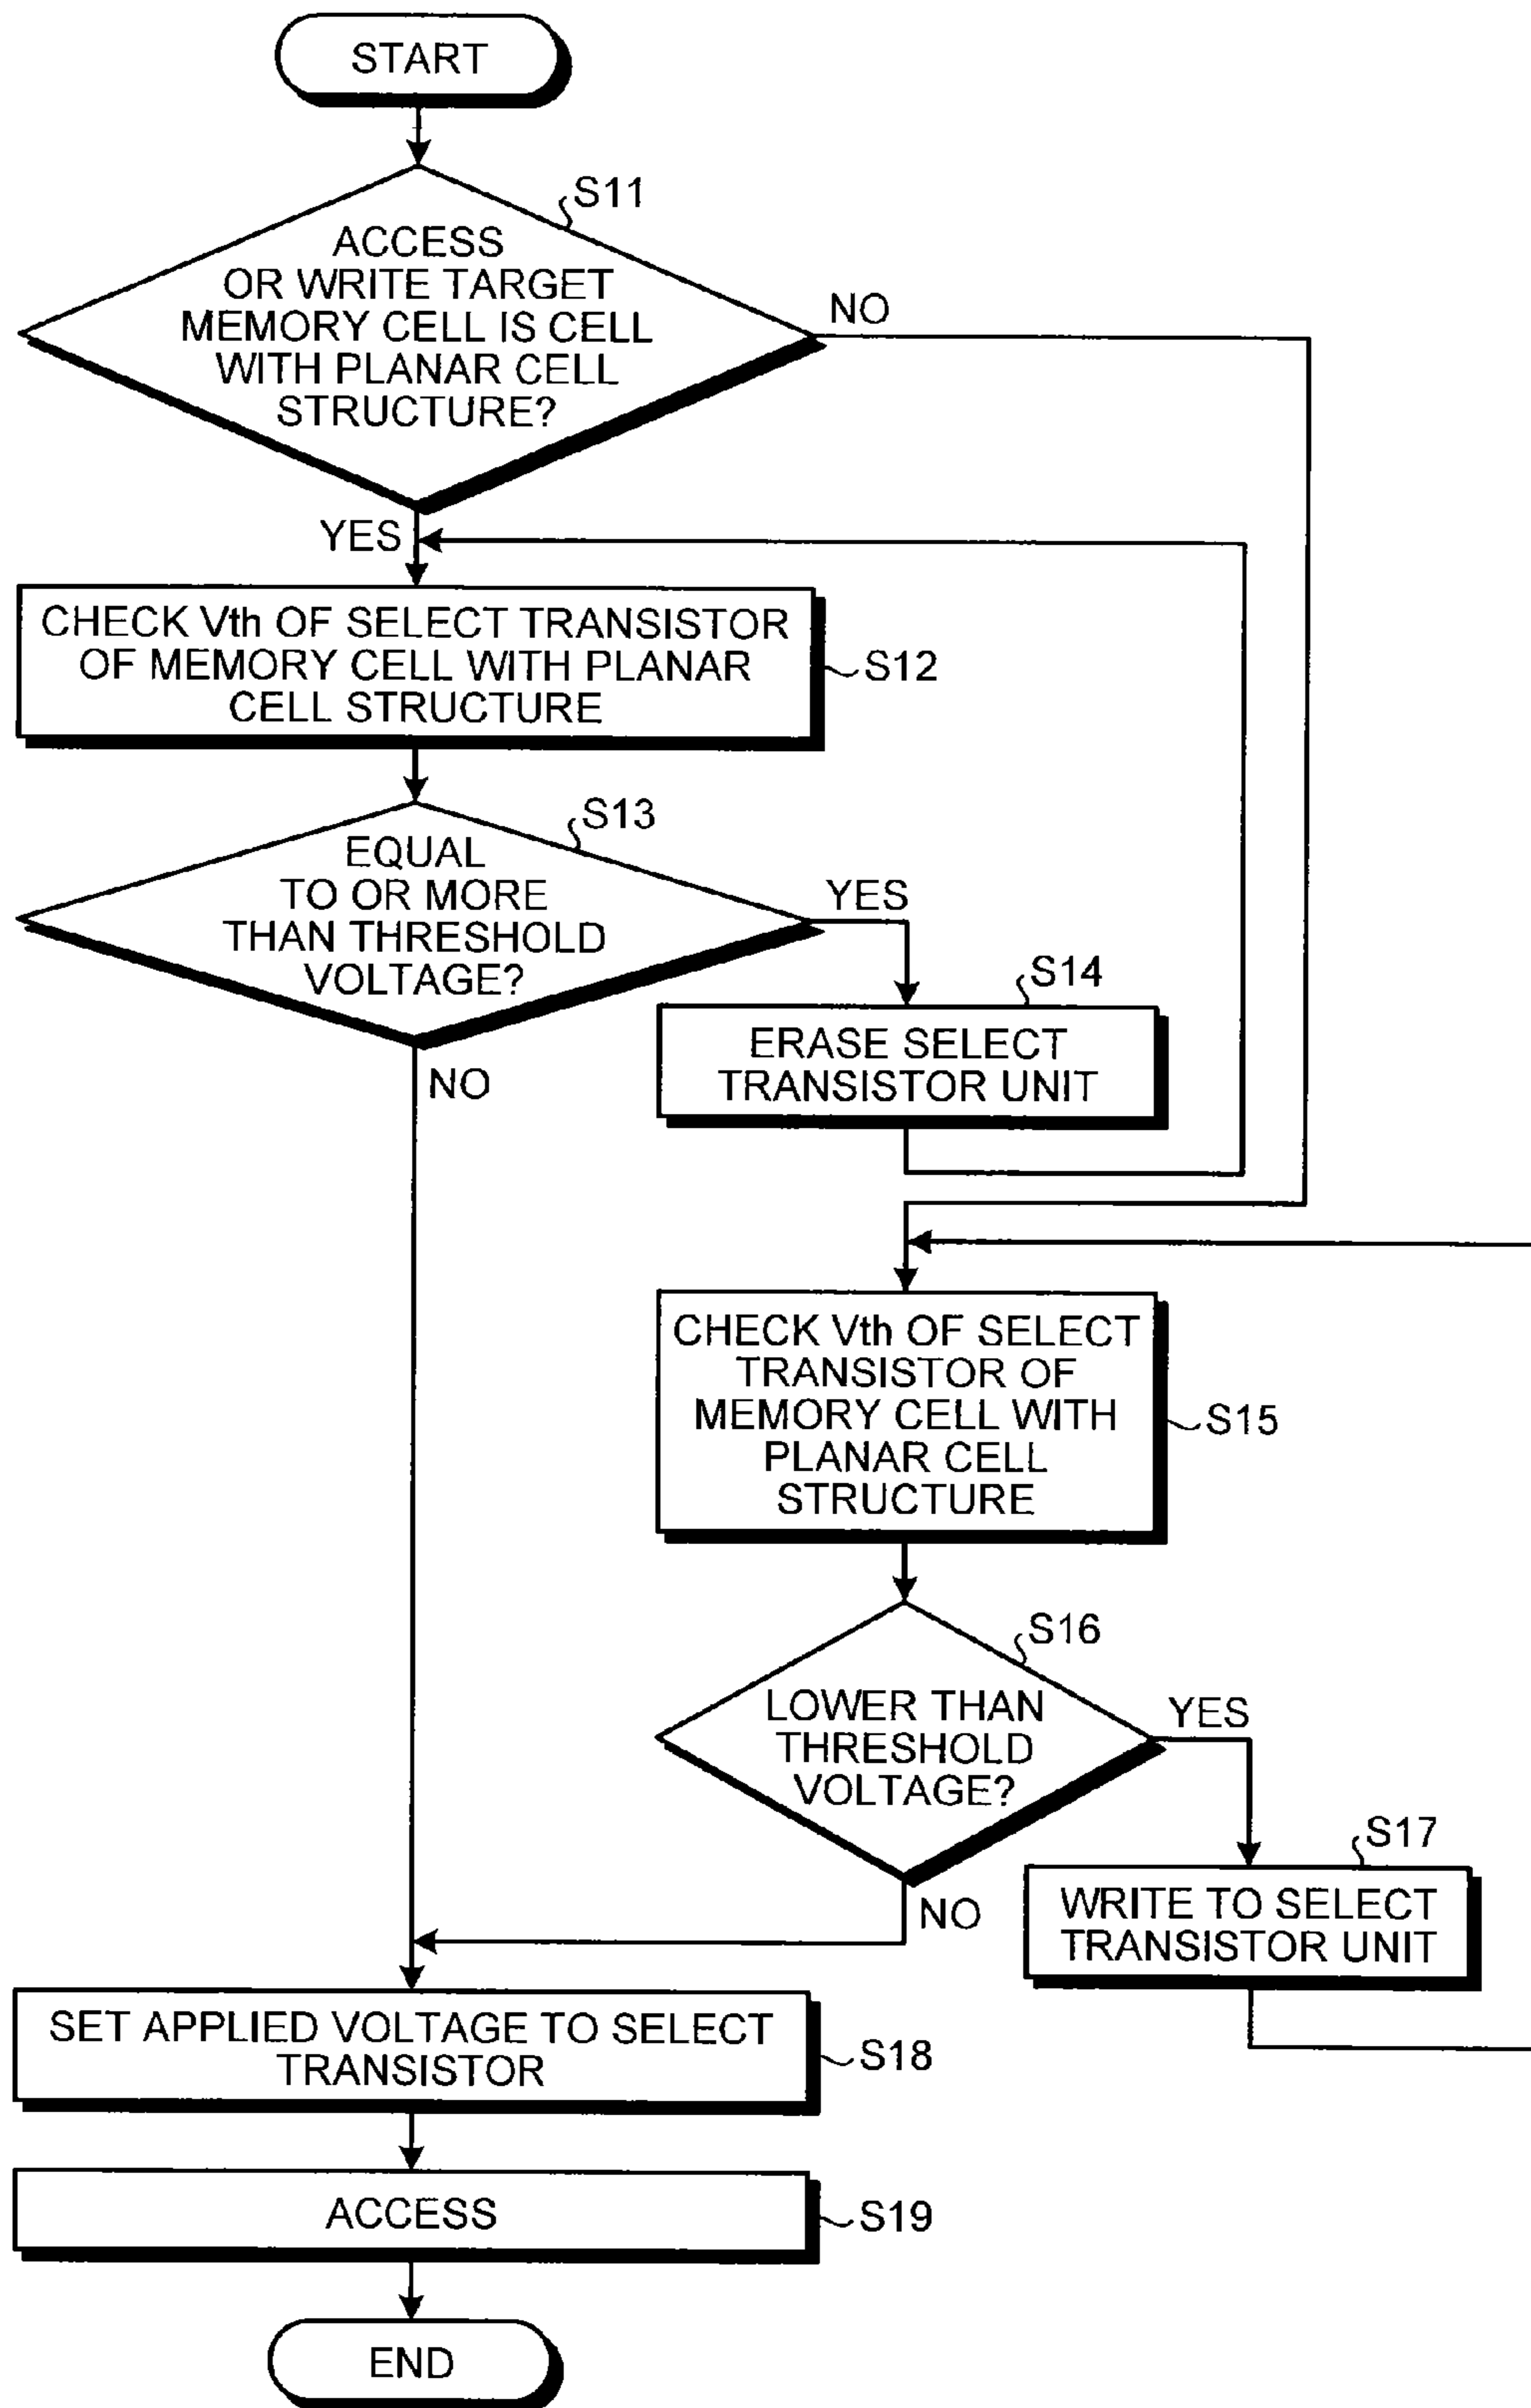 START
S11
ACCESS
OR WRITE TARGET
MEMORY CELL IS CELL
WITH PLANAR CELL
STRUCTURE?
NO
YES
CHECK Vth OF SELECT TRANSISTOR
OF MEMORY CELL WITH PLANAR
CELL STRUCTURE
S12
S13
EQUAL
TO OR MORE
THAN THRESHOLD
VOLTAGE?
YES
NO
S14
ERASE SELECT
TRANSISTOR UNIT
CHECK Vth OF SELECT
TRANSISTOR OF
MEMORY CELL WITH
PLANAR CELL
STRUCTURE
S15
S16
LOWER THAN
THRESHOLD
VOLTAGE?
YES
NO
S17
WRITE TO SELECT
TRANSISTOR UNIT
SET APPLIED VOLTAGE TO SELECT
TRANSISTOR
S18
ACCESS
S19
END